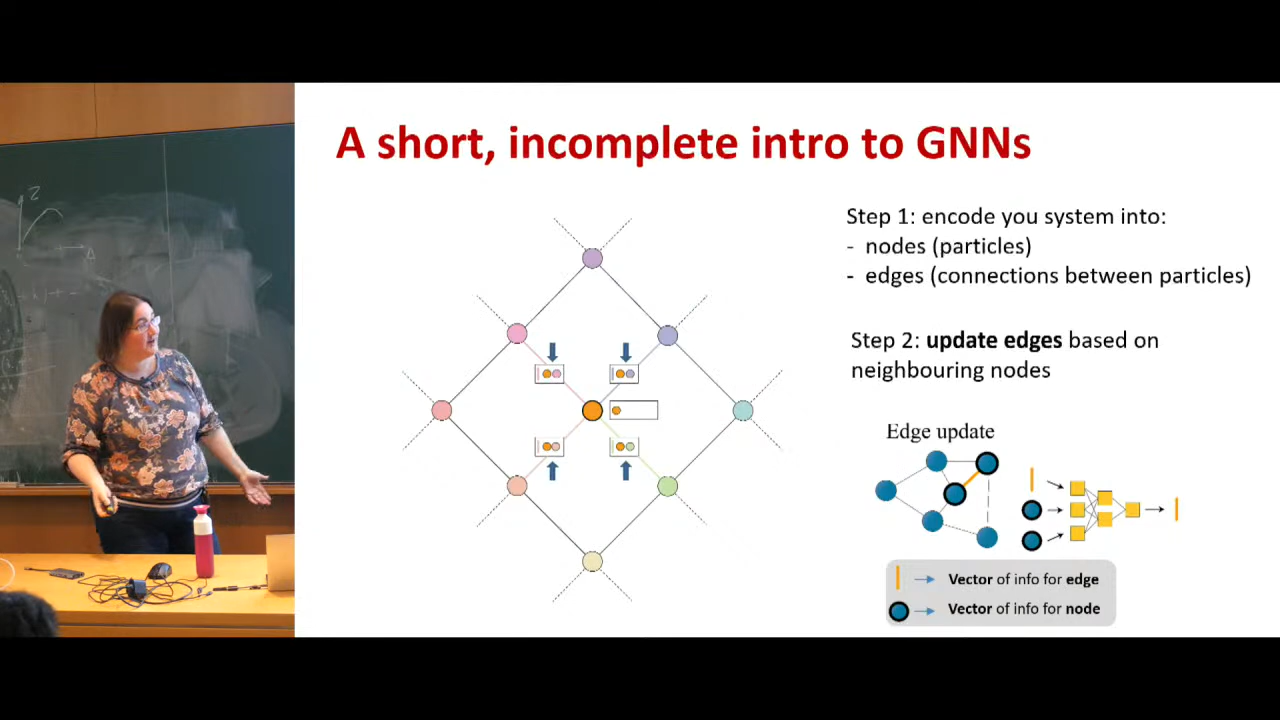 A short, incomplete intro to GNNs
Step 1: encode you system into:
- nodes (particles)
- edges (connections between particles)
Step 2: update edges based on
neighbouring nodes
Edge update
Vector of info for edge
Vector of info for node